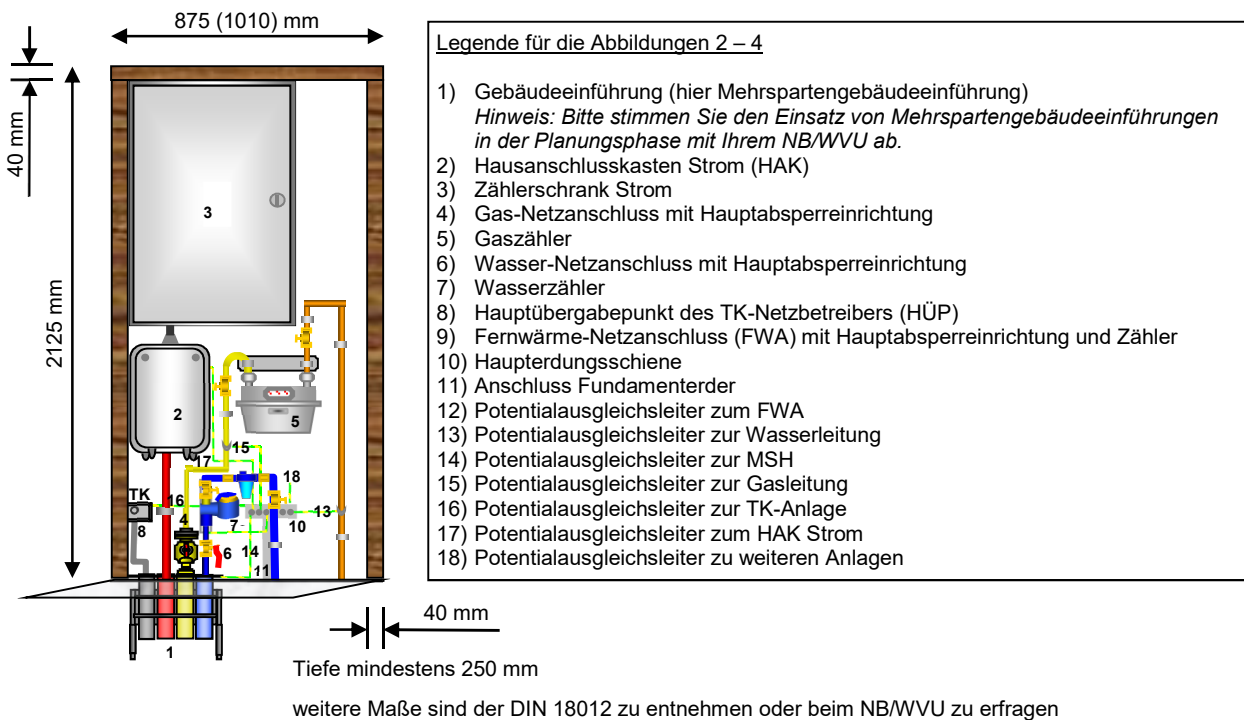 875 (1010) mm
40 mm
2125 mm
3
2
5
15
17
18
TK
16
4
8
7
10
13
6
14
11
1
40 mm
Tiefe mindestens 250 mm
weitere Maße sind der DIN 18012 zu entnehmen oder beim NB/WVU zu erfragen
Legende für die Abbildungen 2 – 4
1) Gebäudeeinführung (hier Mehrspartengebäudeeinführung)
Hinweis: Bitte stimmen Sie den Einsatz von Mehrspartengebäudeeinführungen
in der Planungsphase mit Ihrem NB/WVU ab.
2) Hausanschlusskasten Strom (HAK)
3) Zählerschrank Strom
4) Gas-Netzanschluss mit Hauptabsperreinrichtung
5) Gaszähler
6) Wasser-Netzanschluss mit Hauptabsperreinrichtung
7) Wasserzähler
8) Hauptübergabepunkt des TK-Netzbetreibers (HÜP)
9) Fernwärme-Netzanschluss (FWA) mit Hauptabsperreinrichtung und Zähler
10) Haupterdungsschiene
11) Anschluss Fundamenterder
12) Potentialausgleichsleiter zum FWA
13) Potentialausgleichsleiter zur Wasserleitung
14) Potentialausgleichsleiter zur MSH
15) Potentialausgleichsleiter zur Gasleitung
16) Potentialausgleichsleiter zur TK-Anlage
17) Potentialausgleichsleiter zum HAK Strom
18) Potentialausgleichsleiter zu weiteren Anlagen